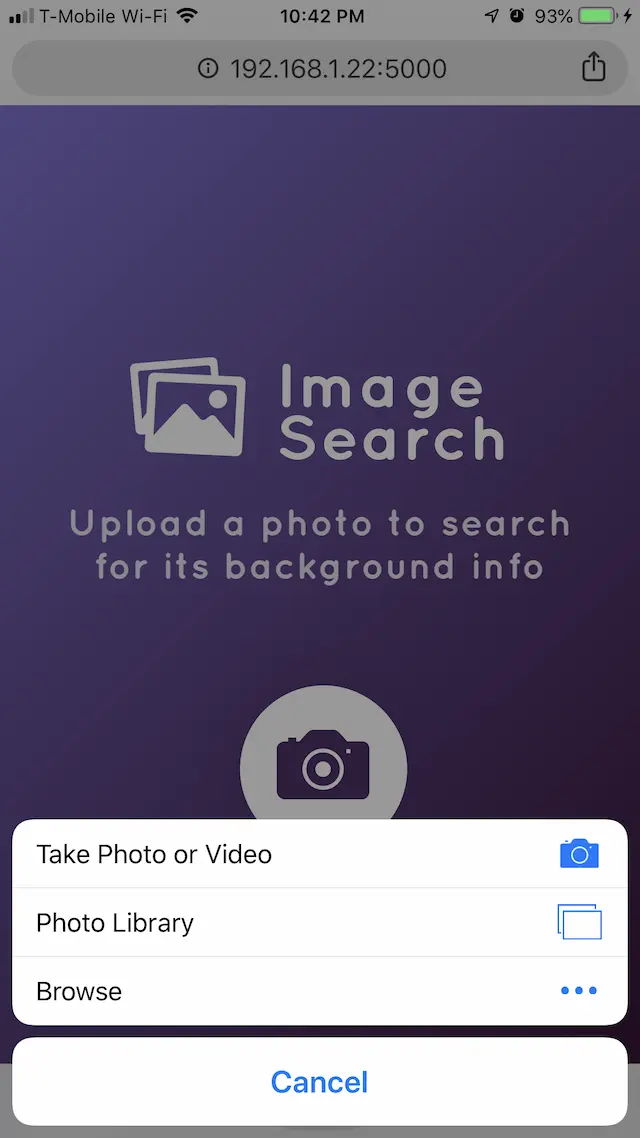 T-Mobile Wi-Fi 10:42 PM 93%
192.168.1.22:5000
Image
Search
Upload a photo to search
for its background info
Take Photo or Video
Photo Library
Browse
Cancel